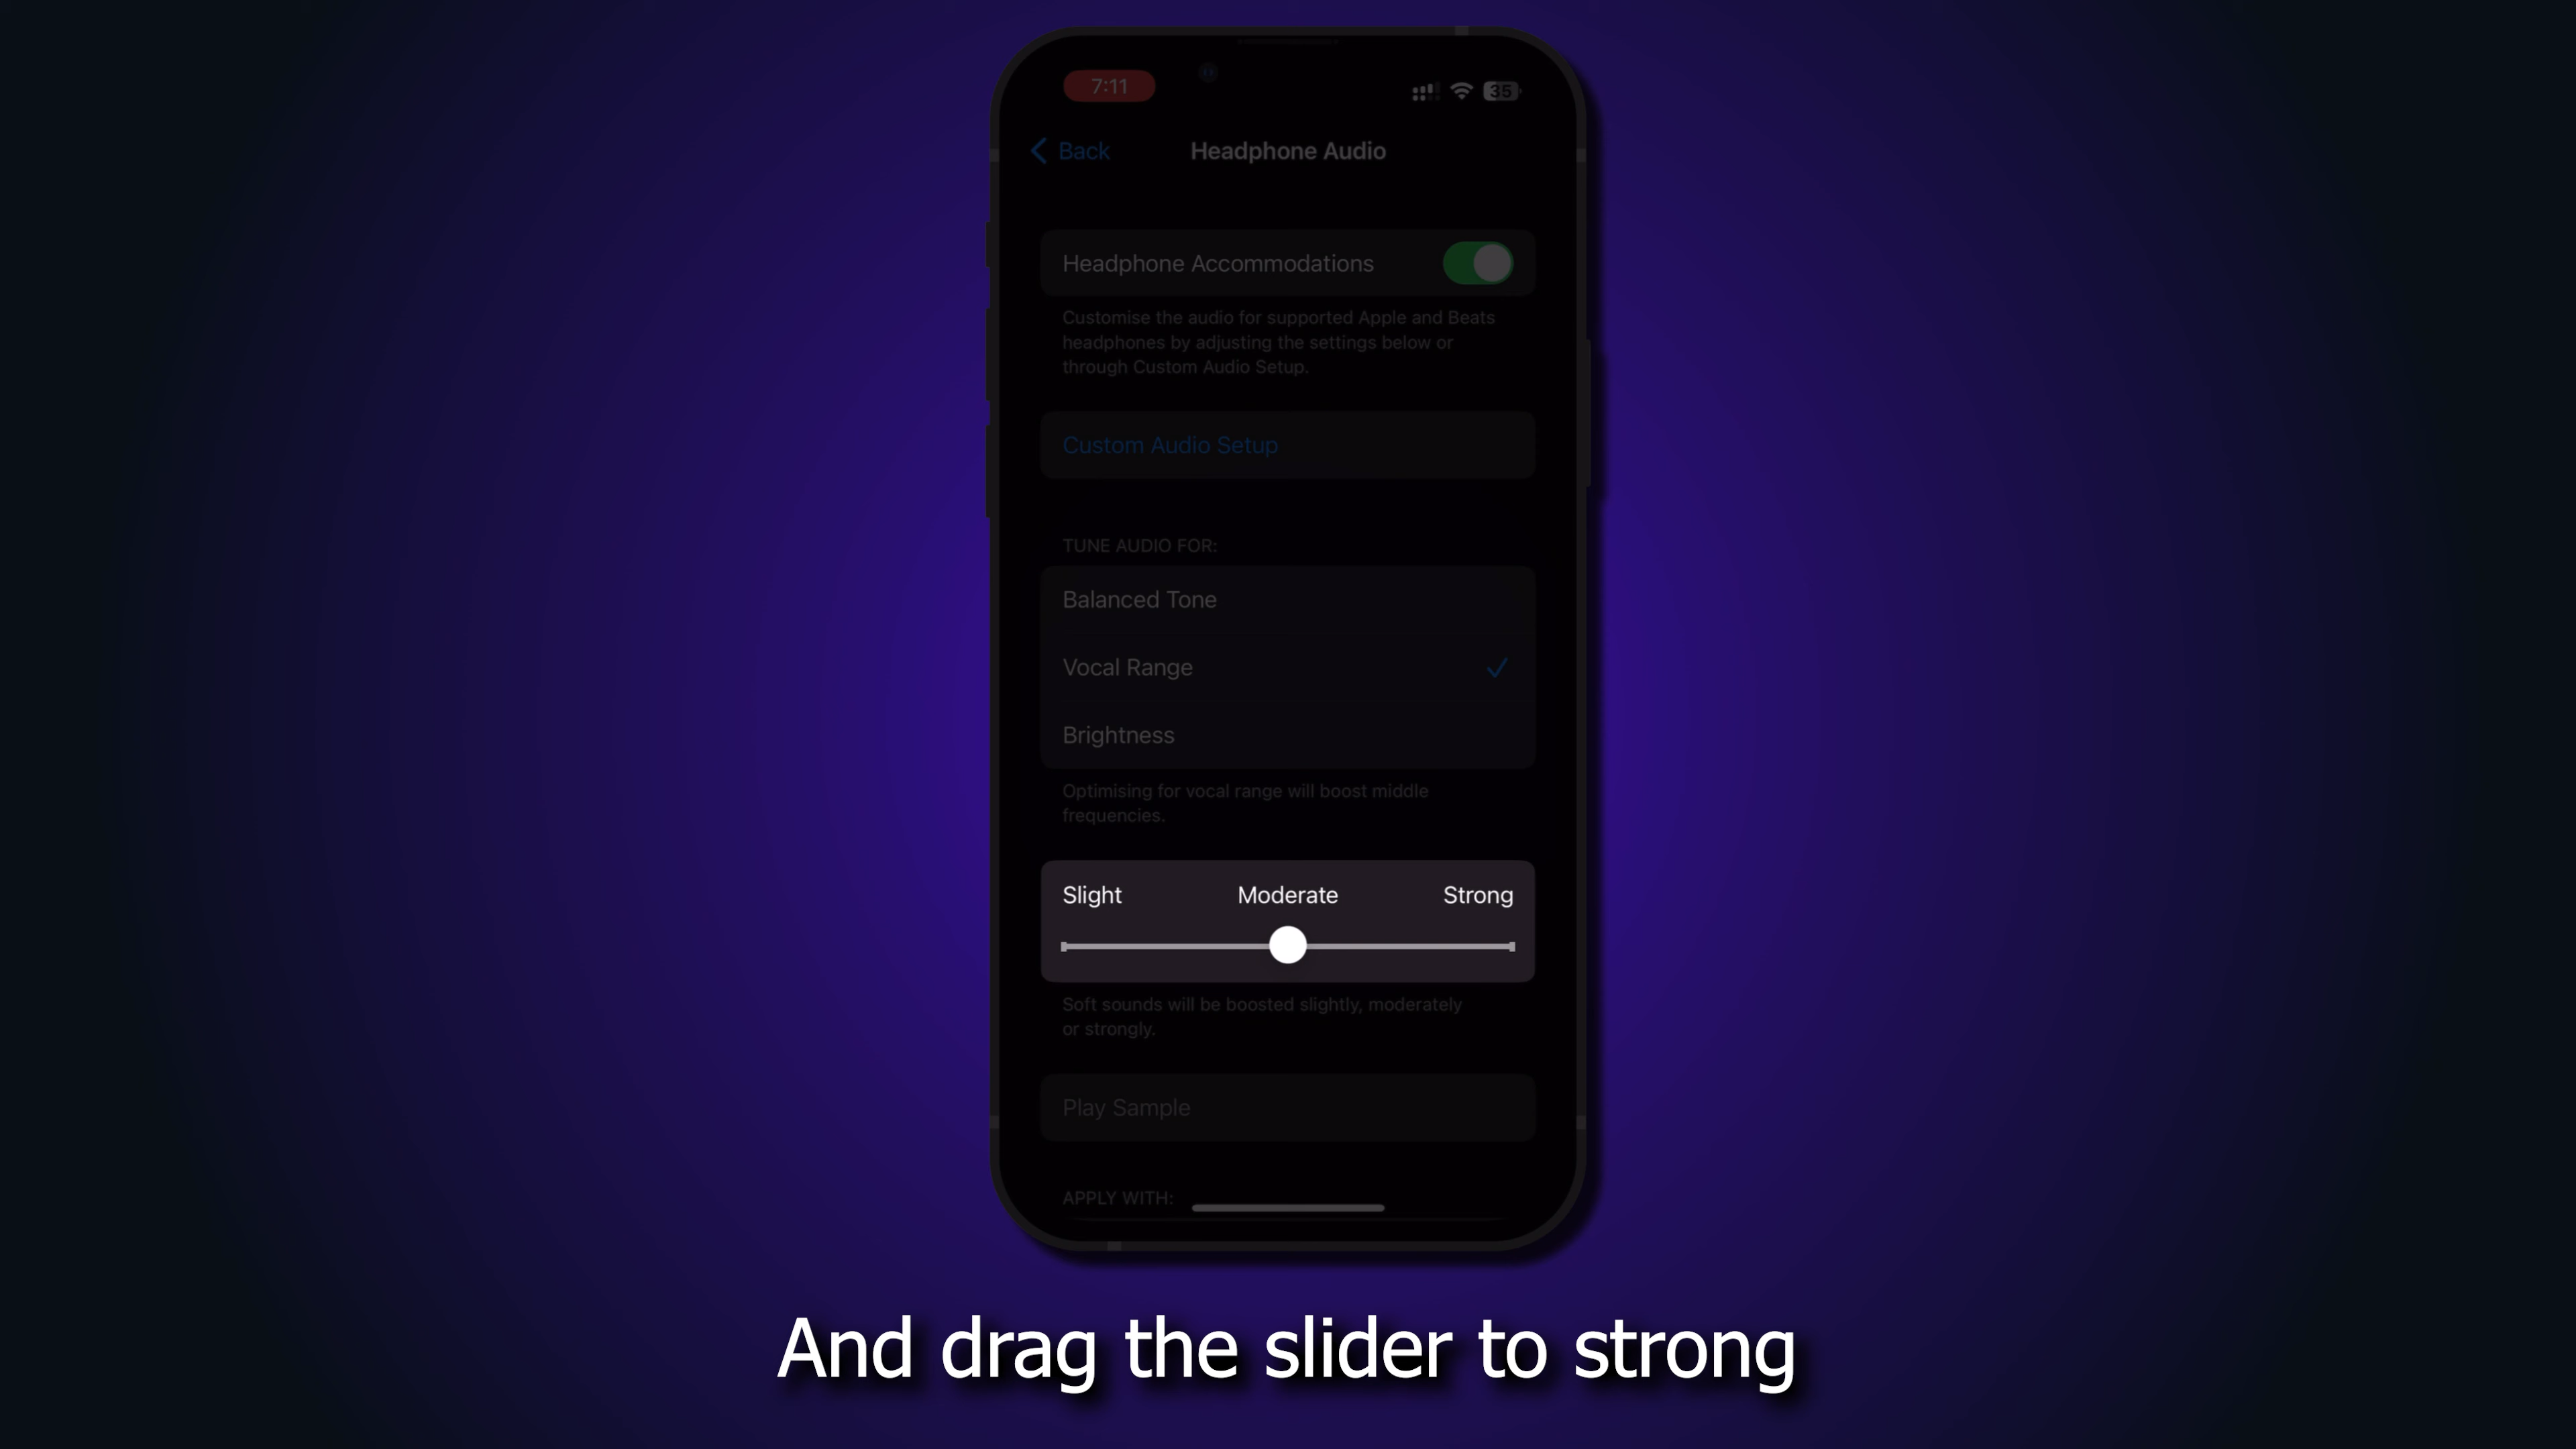 7:11
35
Back
Headphone Audio
Headphone Accommodations
Customise the audio for supported Apple and Beats
headphones by adjusting the settings below or
through Custom Audio Setup.
Custom Audio Setup
TUNE AUDIO FOR:
Balanced Tone
Vocal Range
Brightness
Optimising for vocal range will boost middle
frequencies.
Slight Moderate Strong
Soft sounds will be boosted slightly, moderately
or strongly.
Play Sample
APPLY WITH:
And drag the slider to strong